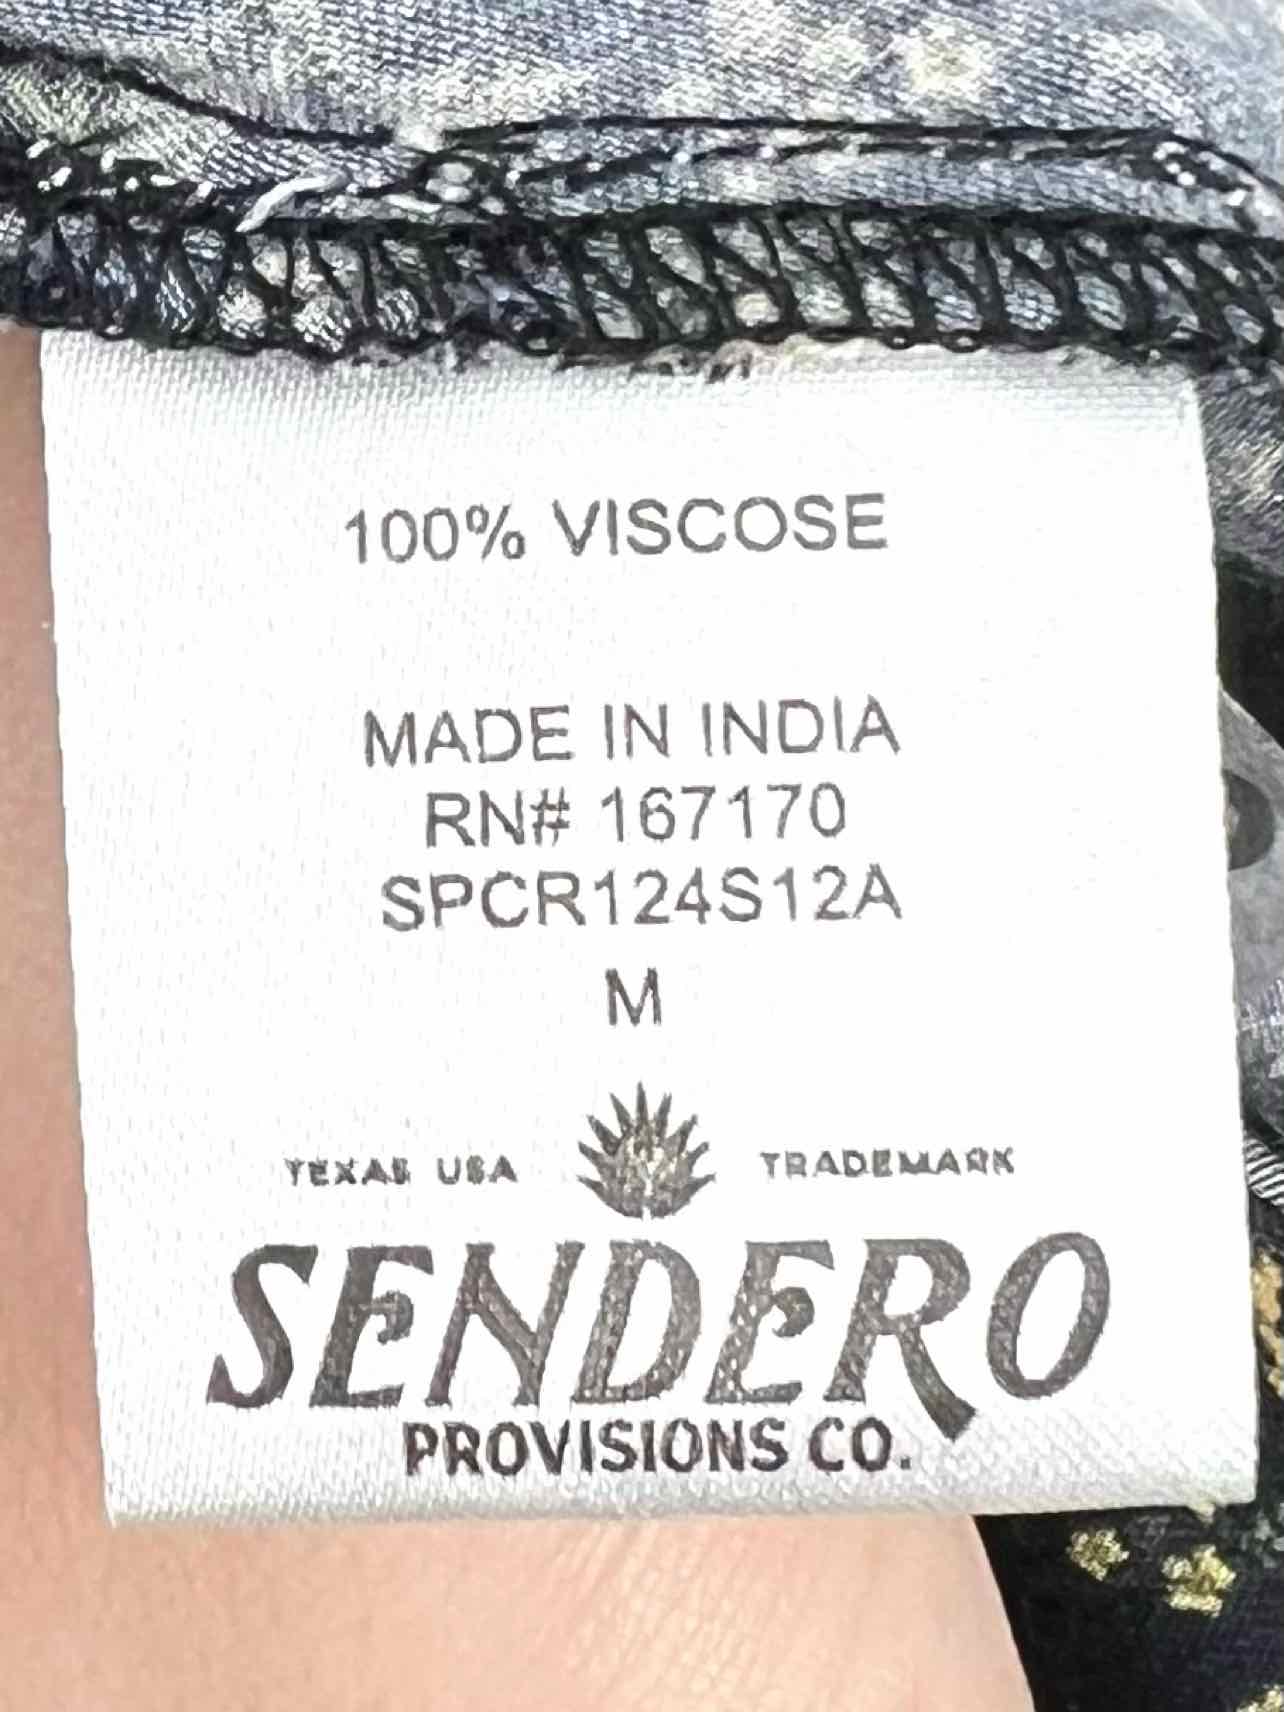 100% VISCOSE
MADE IN INDIA
RN# 167170
SPCR124S12A
M
TEXAS USA TRADEMARK
SENDERO
PROVISIONS CO.